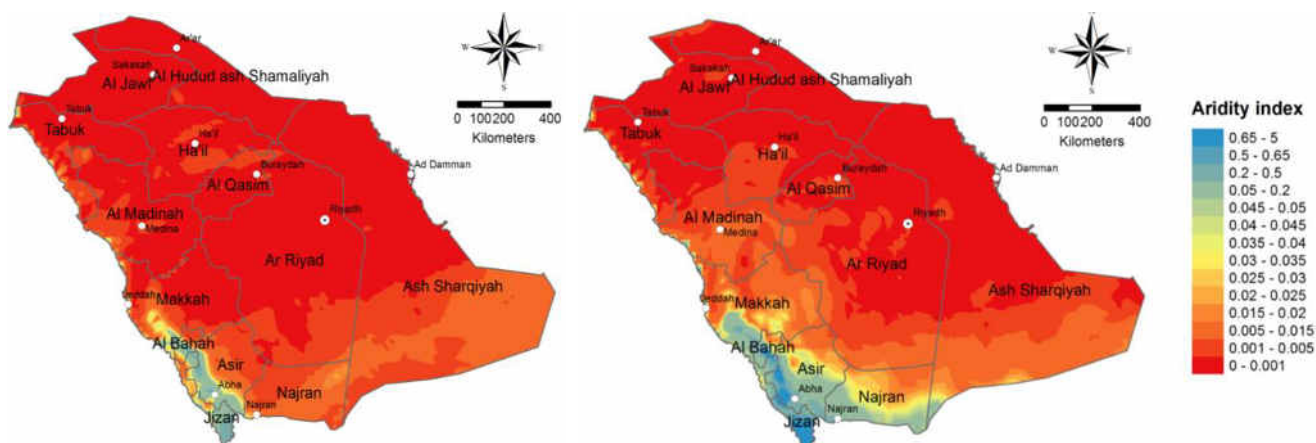 N
W
E
S
100200
0
400
Kilometers
Ar'ar
Sakakah
Al Jawf
Al Hudud ash Shamaliyah
Tabuk
Tabuk
Ha'il
Ha'il
Buraydah
Al Qasim
Ad Damman
Al Madinah
Medina
Riyadh
Ar Riyad
Ash Sharqiyah
Jeddah
Makkah
Al Bahah
Asir
Abha
Najran
Najran
Jizan
N
W
E
S
100200
0
400
Kilometers
Ar'ar
Sakakah
Al Jawf
Al Hudud ash Shamaliyah
Tabuk
Tabuk
Ha'il
Ha'il
Buraydah
Al Qasim
Ad Damman
Al Madinah
Medina
Riyadh
Ar Riyad
Ash Sharqiyah
Jeddah
Makkah
Al Bahah
Asir
Abha
Najran
Najran
Jizan
Aridity index
0.65 - 5
0.5 - 0.65
0.2 - 0.5
0.05 - 0.2
0.045 - 0.05
0.04 - 0.045
0.035 - 0.04
0.03 - 0.035
0.025 - 0.03
0.02 - 0.025
0.015 - 0.02
0.005 - 0.015
0.001 - 0.005
0 - 0.001